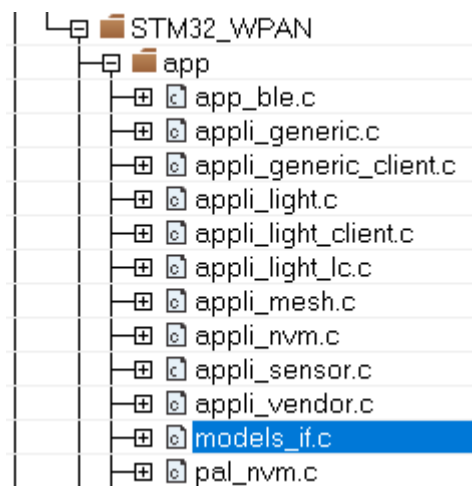 STM32_WPAN
app
app_ble.c
appli_generic.c
appli_generic_client.c
appli_light.c
appli_light_client.c
appli_light_lc.c
appli_mesh.c
appli_nvm.c
appli_sensor.c
appli_vendor.c
models_if.c
pal_nvm.c